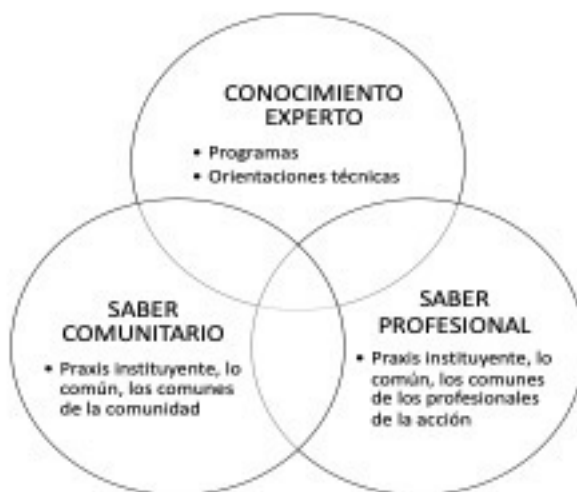 CONOCIMIENTO
EXPERTO
• Programas
• Orientaciones técnicas
SABER
COMUNITARIO
• Praxis instituyente, lo
común, los comunes
de la comunidad
SABER
PROFESIONAL
• Praxis instituyente, lo
común, los comunes
de los profesionales
de la acción